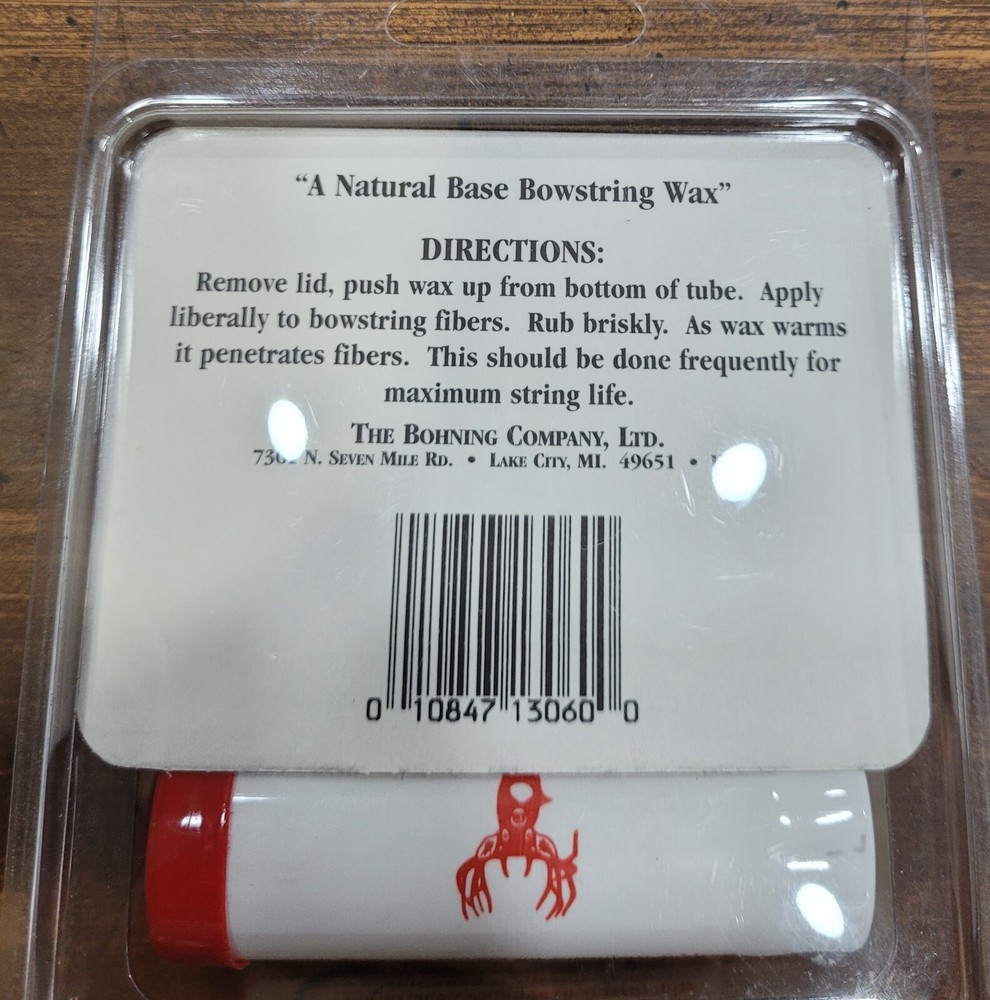 “A Natural Base Bowstring Wax”
DIRECTIONS:
Remove lid, push wax up from bottom of tube. Apply
liberally to bowstring fibers. Rub briskly. As wax warms
it penetrates fibers. This should be done frequently for
maximum string life.
THE BOHNING COMPANY, LTD.
N. SEVEN MILE RD. • LAKE CITY, MI. 49651 •
0 10847 13060 0